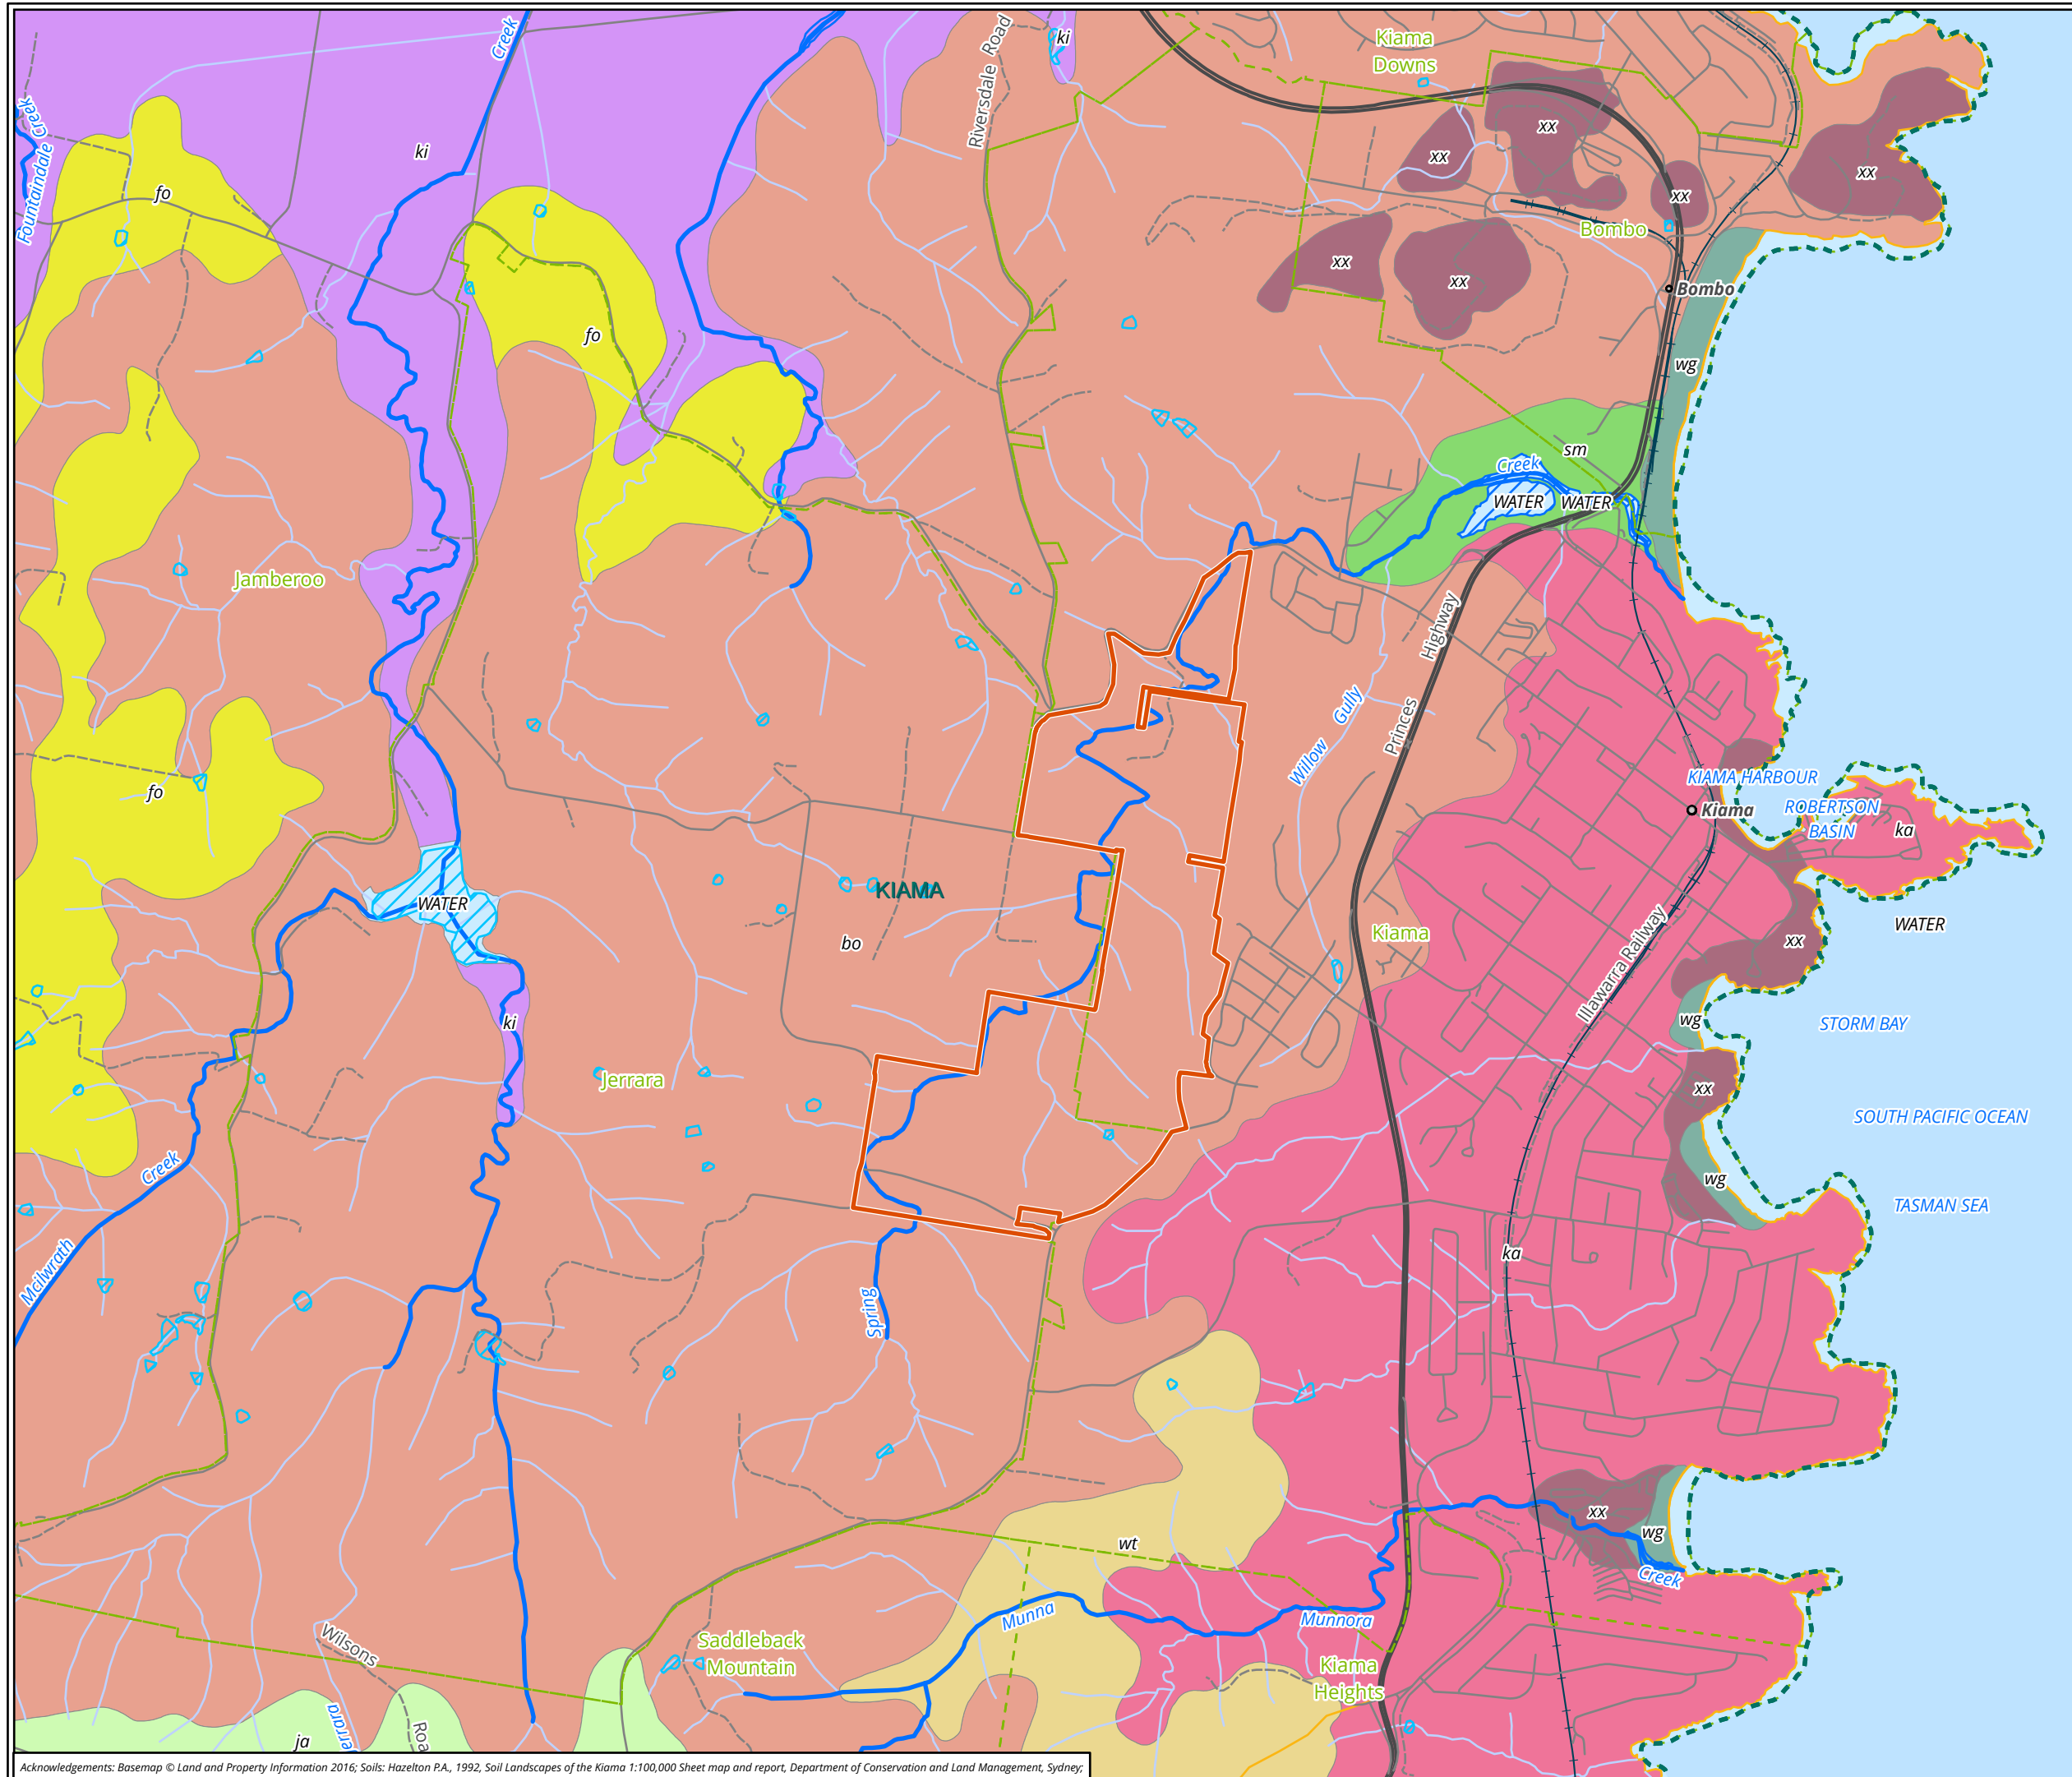 Creek
Riversdale Road
ki
Kiama
Downs
Fountaindale Creek
ki
xx
xx
xx
xx
fo
Bombo
xx
xx
Bombo
fo
wg
sm
Creek
WATER
WATER
Jamberoo
Highway
Willow Gully
Princes
KIAMA HARBOUR
fo
ROBERTSON
BASIN
Kiama
ka
KIAMA
WATER
WATER
bo
Kiama
xx
Illawarra Railway
ki
wg
STORM BAY
Jerrara
xx
SOUTH PACIFIC OCEAN
Creek
wg
TASMAN SEA
Mcilwrath
ka
Spring
xx
wg
wt
Creek
Munna
Munnora
Wilsons
Saddleback
Mountain
Kiama
Heights
ja
Jerrara
Roa
Acknowledgements: Basemap © Land and Property Information 2016; Soils: Hazelton P.A., 1992, Soil Landscapes of the Kiama 1:100,000 Sheet map and report, Department of Conservation and Land Management, Sydney;